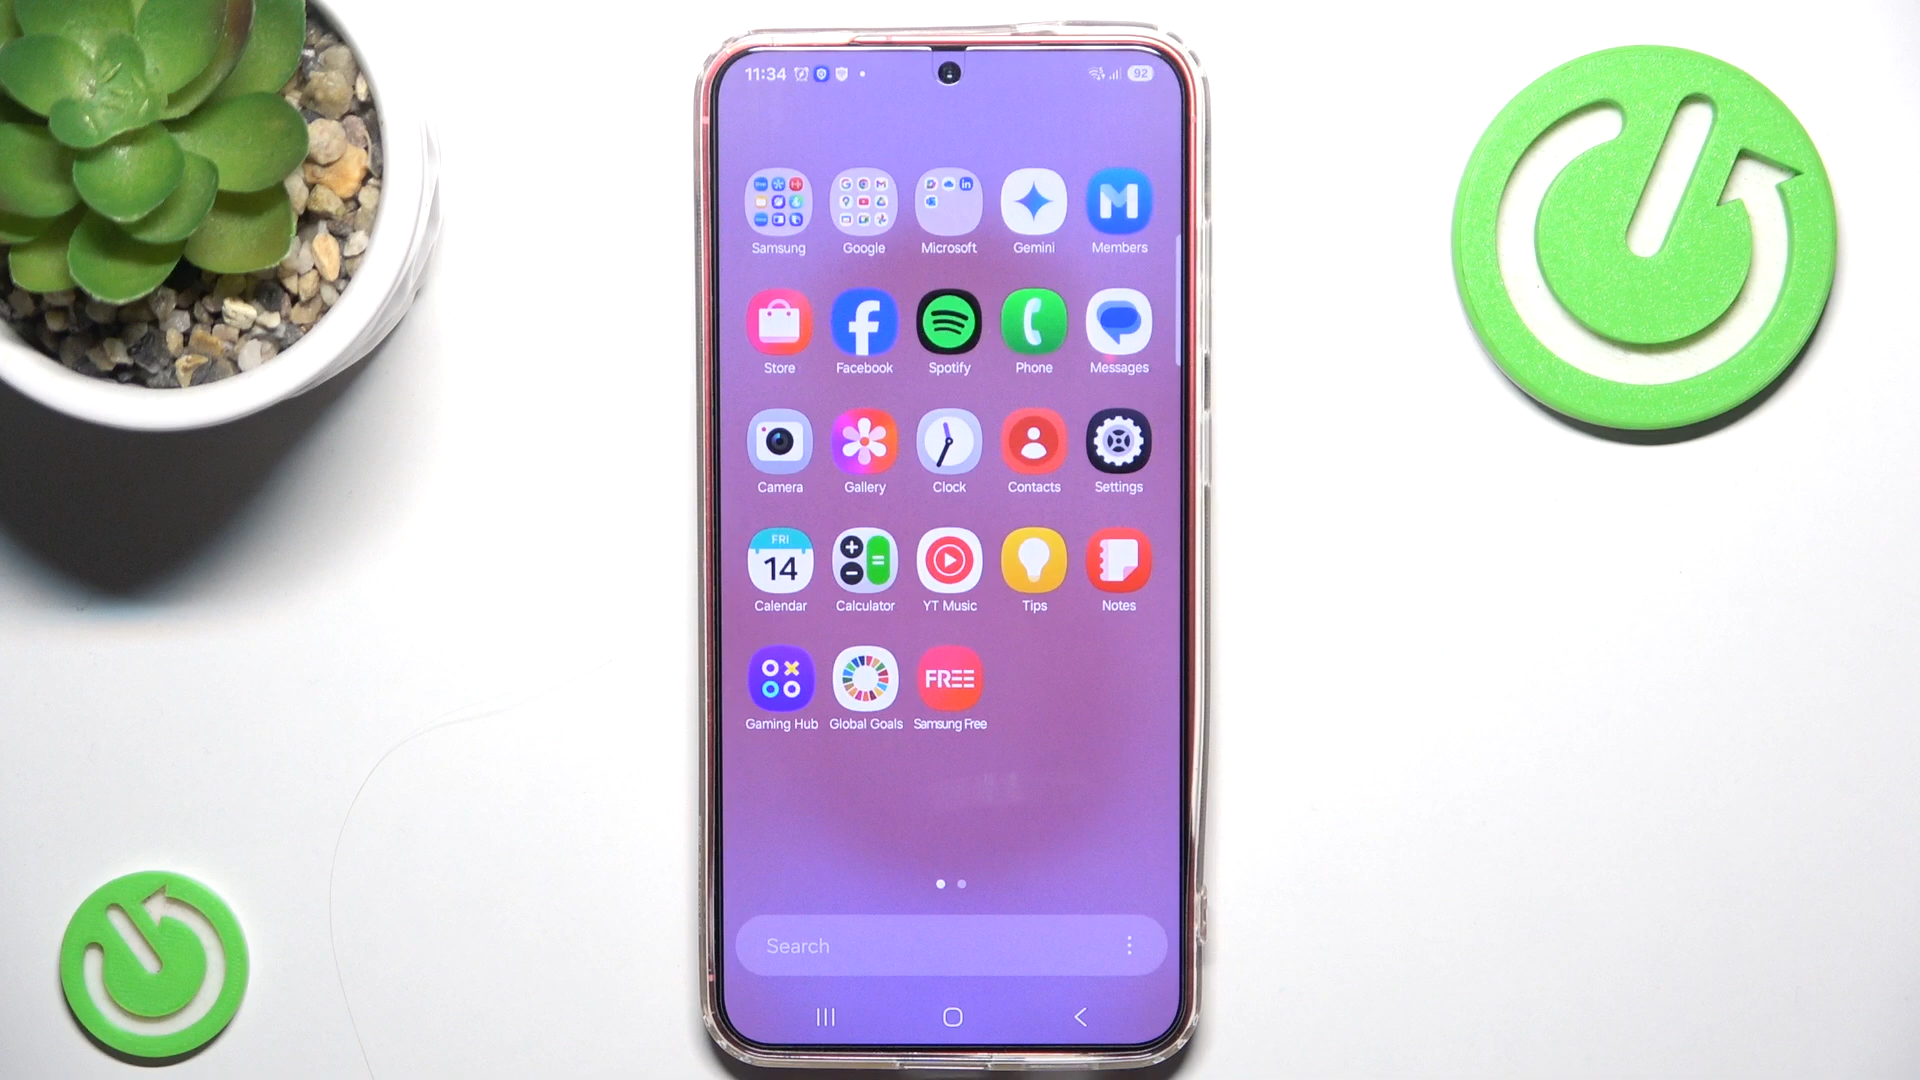 11:34
92
Samsung Google Microsoft Gemini Members
Store Facebook Spotify Phone Messages
Camera Gallery Clock Contacts Settings
FRI
14
Calendar Calculator YT Music Tips Notes
FREE
Gaming Hub Global Goals Samsung Free
Search